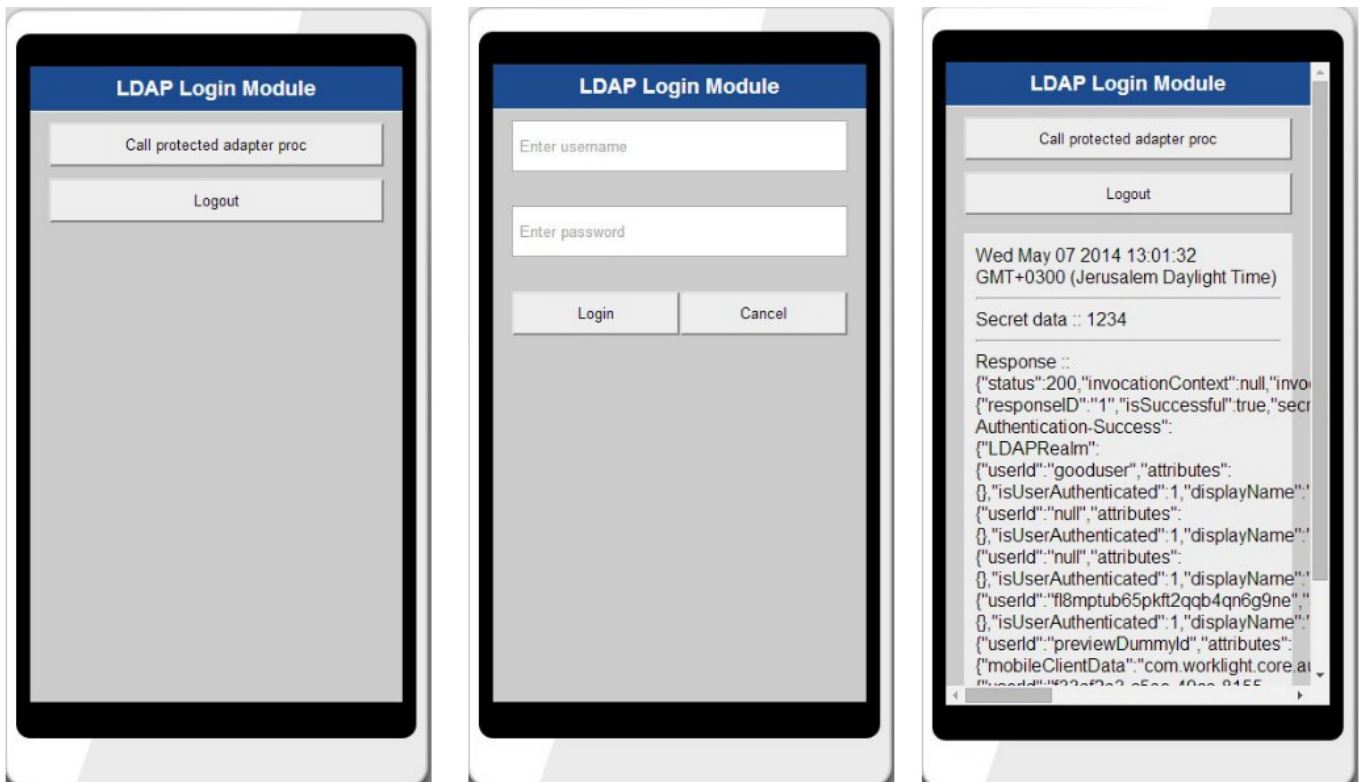 LDAP Login Module
Call protected adapter proc
Logout
LDAP Login Module
Enter username
Enter password
Login Cancel
LDAP Login Module
Call protected adapter proc
Logout
Wed May 07 2014 13:01:32
GMT+0300 (Jerusalem Daylight Time)
Secret data :: 1234
Response ::
{"status":200,"invocationContext":null,"invo
{"responseID":"1","isSuccessful":true,"secr
Authentication-Success":
{"LDAPRealm":
{"userId":"gooduser","attributes":
{},"isUserAuthenticated":1,"displayName":"
{"userId":"null","attributes":
{},"isUserAuthenticated":1,"displayName":"
{"userId":"null","attributes":
{},"isUserAuthenticated":1,"displayName":"
{"userId":"fl8mptub65pkft2qqb4qn6g9ne","
{},"isUserAuthenticated":1,"displayName":"
{"userId":"previewDummyId","attributes":
{"mobileClientData":"com.worklight.core.au